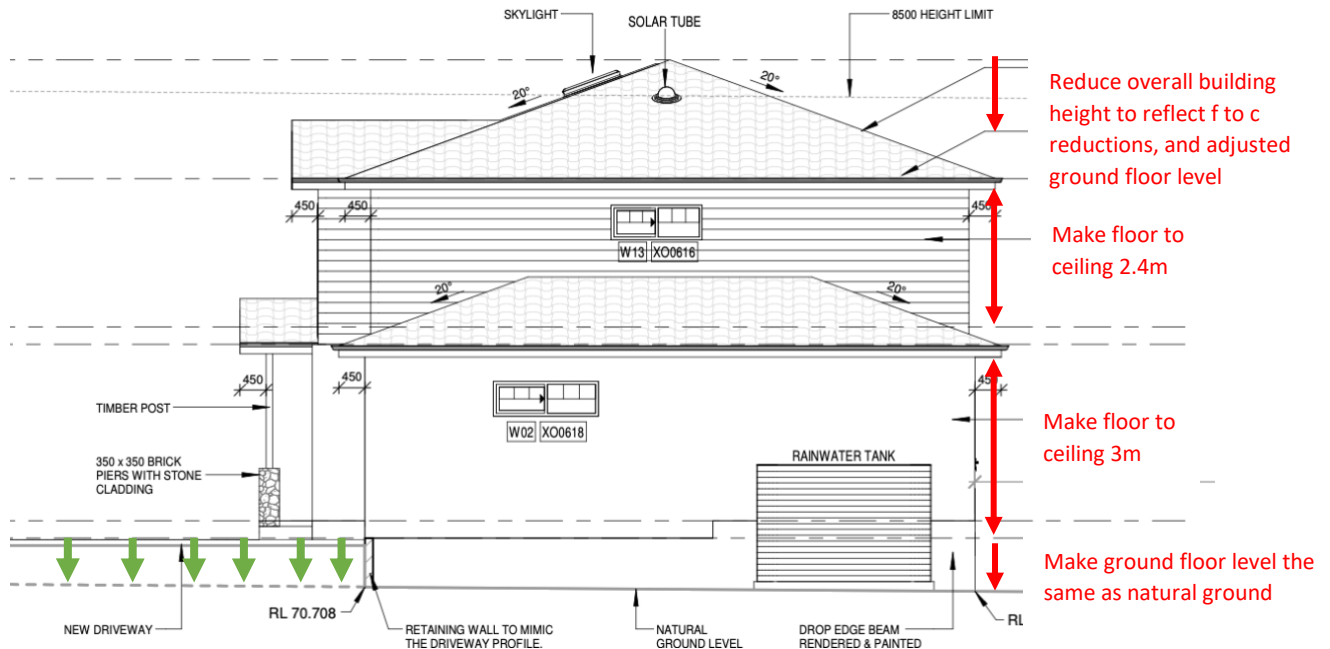 SKYLIGHT
SOLAR TUBE
8500 HEIGHT LIMIT
20°
20°
Reduce overall building
height to reflect f to c
reductions, and adjusted
ground floor level
450
450
450
W13
XO0616
Make floor to
ceiling 2.4m
20°
20°
450
450
450
TIMBER POST
W02
XO0618
Make floor to
ceiling 3m
350 x 350 BRICK
PIERS WITH STONE
CLADDING
RAINWATER TANK
Make ground floor level the
same as natural ground
RL 70.708
RL
NEW DRIVEWAY
RETAINING WALL TO MIMIC
THE DRIVEWAY PROFILE.
NATURAL
GROUND LEVEL
DROP EDGE BEAM
RENDERED & PAINTED